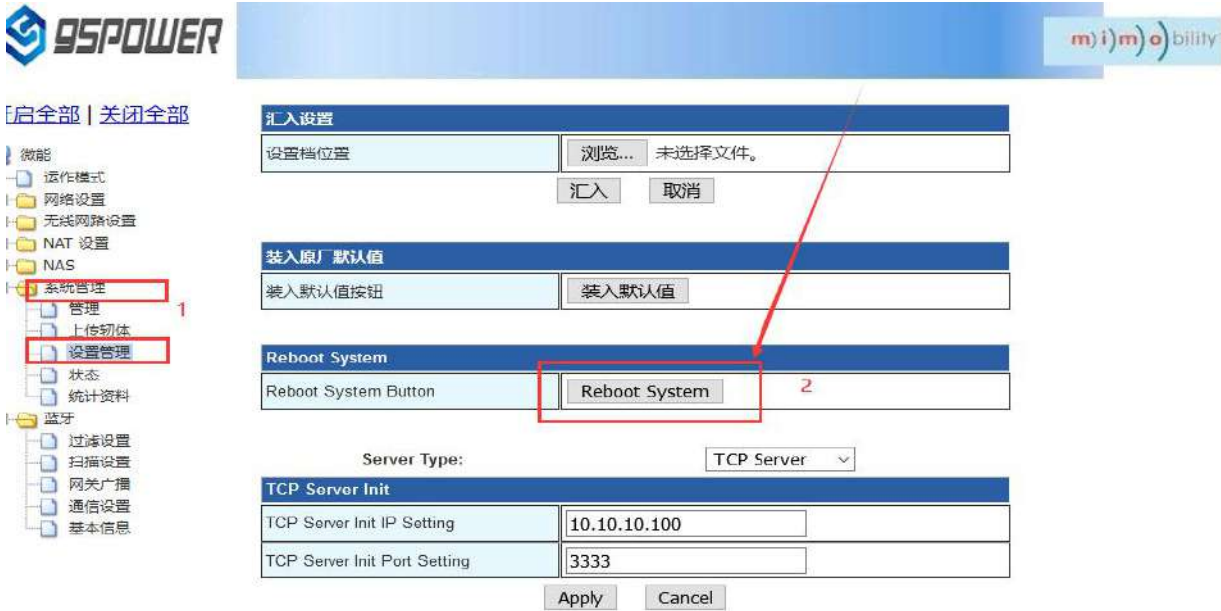 95POWER
m)i)m)o)bility
开启全部 | 关闭全部
微能
运作模式
网络设置
无线网路设置
NAT 设置
NAS
系统管理
1
管理
上传韧体
设置管理
状态
统计资料
蓝牙
过滤设置
扫描设置
网关广播
通信设置
基本信息
汇入设置
设置档位置
浏览... 未选择文件。
汇入 取消
装入原厂默认值
装入默认值按钮 装入默认值
Reboot System
Reboot System Button Reboot System 2
Server Type: TCP Server
TCP Server Init
TCP Server Init IP Setting 10.10.10.100
TCP Server Init Port Setting 3333
Apply Cancel